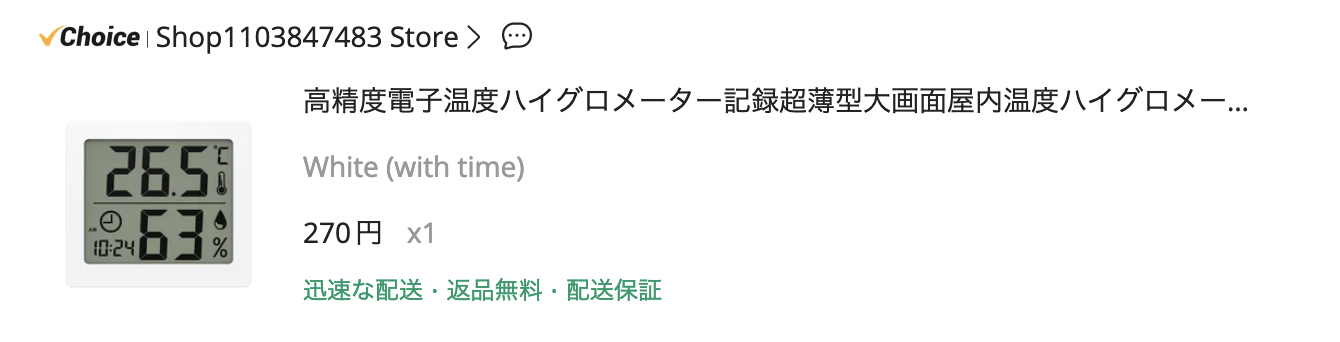 Choice Shop1103847483 Store >
高精度電子温度ハイグロメーター記録超薄型大画面屋内温度ハイグロメー...
White (with time)
270円 x1
迅速な配送・返品無料・配送保証
26.5 ℃
AM 10:24 63 %